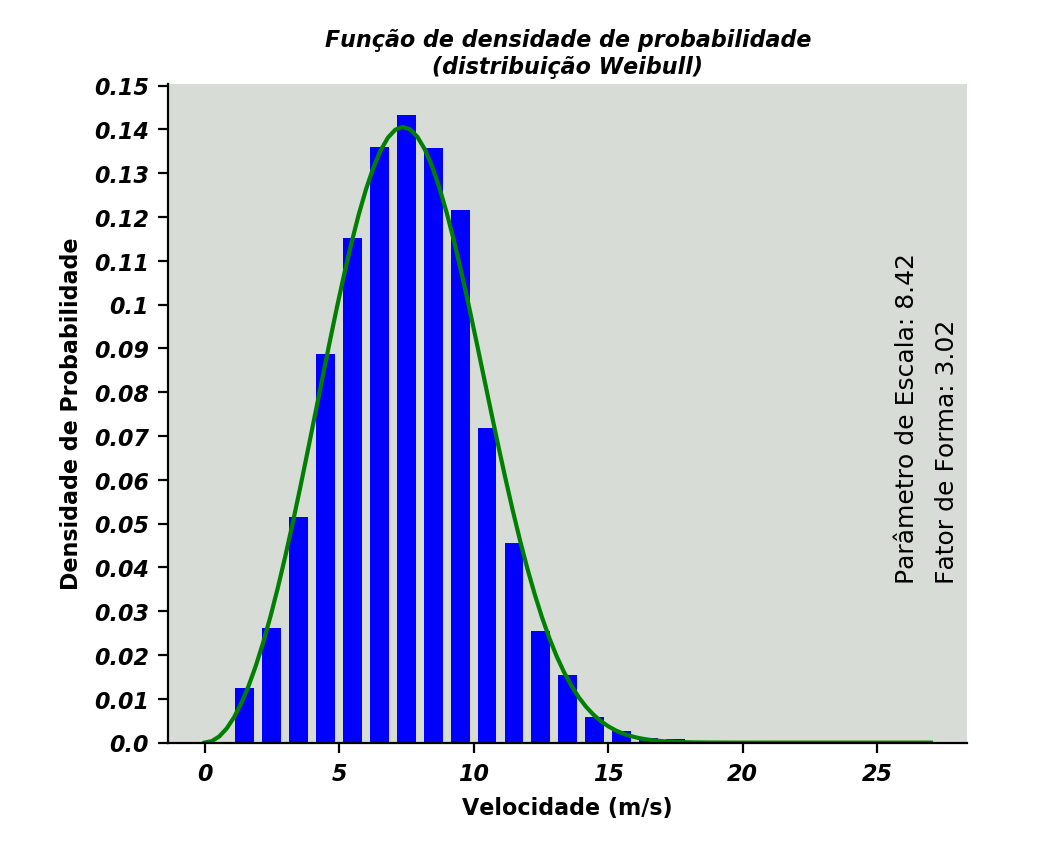 Função de densidade de probabilidade
(distribuição Weibull)
Densidade de Probabilidade
0.15
0.14
0.13
0.12
0.11
0.1
0.09
0.08
0.07
0.06
0.05
0.04
0.03
0.02
0.01
0.0
Parâmetro de Escala: 8.42
Fator de Forma: 3.02
0 5 10 15 20 25
Velocidade (m/s)